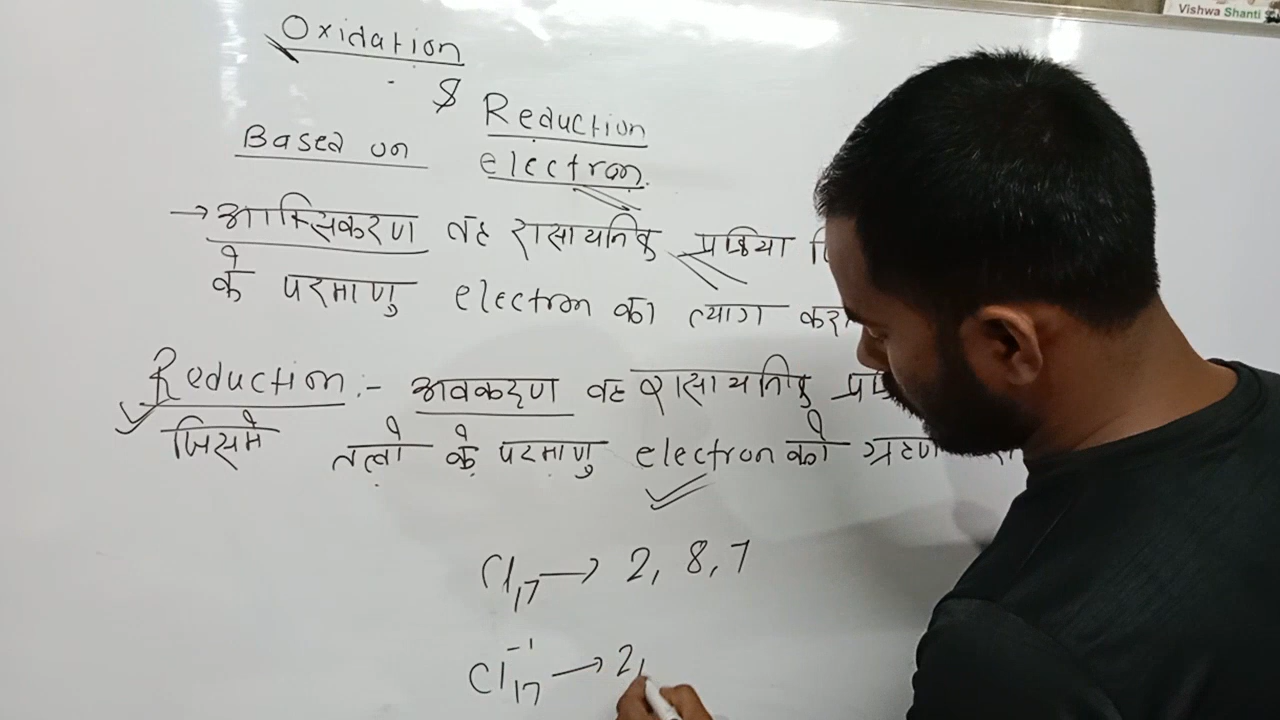 Vishwa Shanti
Oxidation
& Reduction
Based on electron.
→ आक्सिकरण वह रासायनिक प्रक्रिया
के परमाणु electron का त्याग कर
Reduction :- अवकरण वह रासायनिक
जिसमे तत्वो के परमाणु electron को ग्रहण
Cl₁₇ → 2, 8, 7
Cl₁₇⁻¹ → 2,